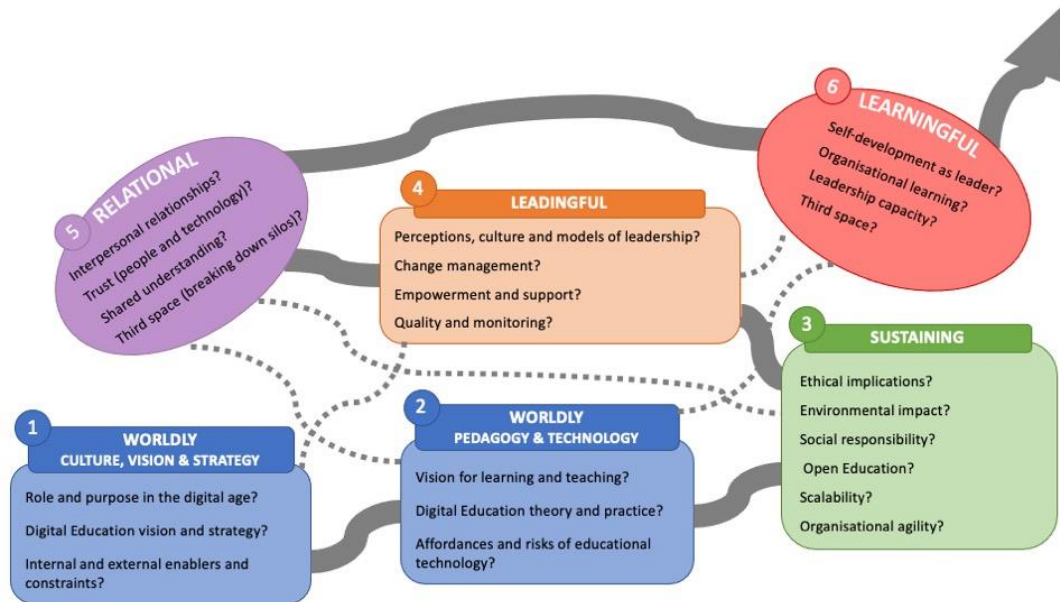 1
WORLDLY
CULTURE, VISION & STRATEGY
Role and purpose in the digital age?
Digital Education vision and strategy?
Internal and external enablers and
constraints?
2
WORLDLY
PEDAGOGY & TECHNOLOGY
Vision for learning and teaching?
Digital Education theory and practice?
Affordances and risks of educational
technology?
3
SUSTAINING
Ethical implications?
Environmental impact?
Social responsibility?
Open Education?
Scalability?
Organisational agility?
4
LEADINGFUL
Perceptions, culture and models of leadership?
Change management?
Empowerment and support?
Quality and monitoring?
5
RELATIONAL
Interpersonal relationships?
Trust (people and technology)?
Shared understanding?
Third space (breaking down silos)?
6
LEARNINGFUL
Self-development as leader?
Organisational learning?
Leadership capacity?
Third space?